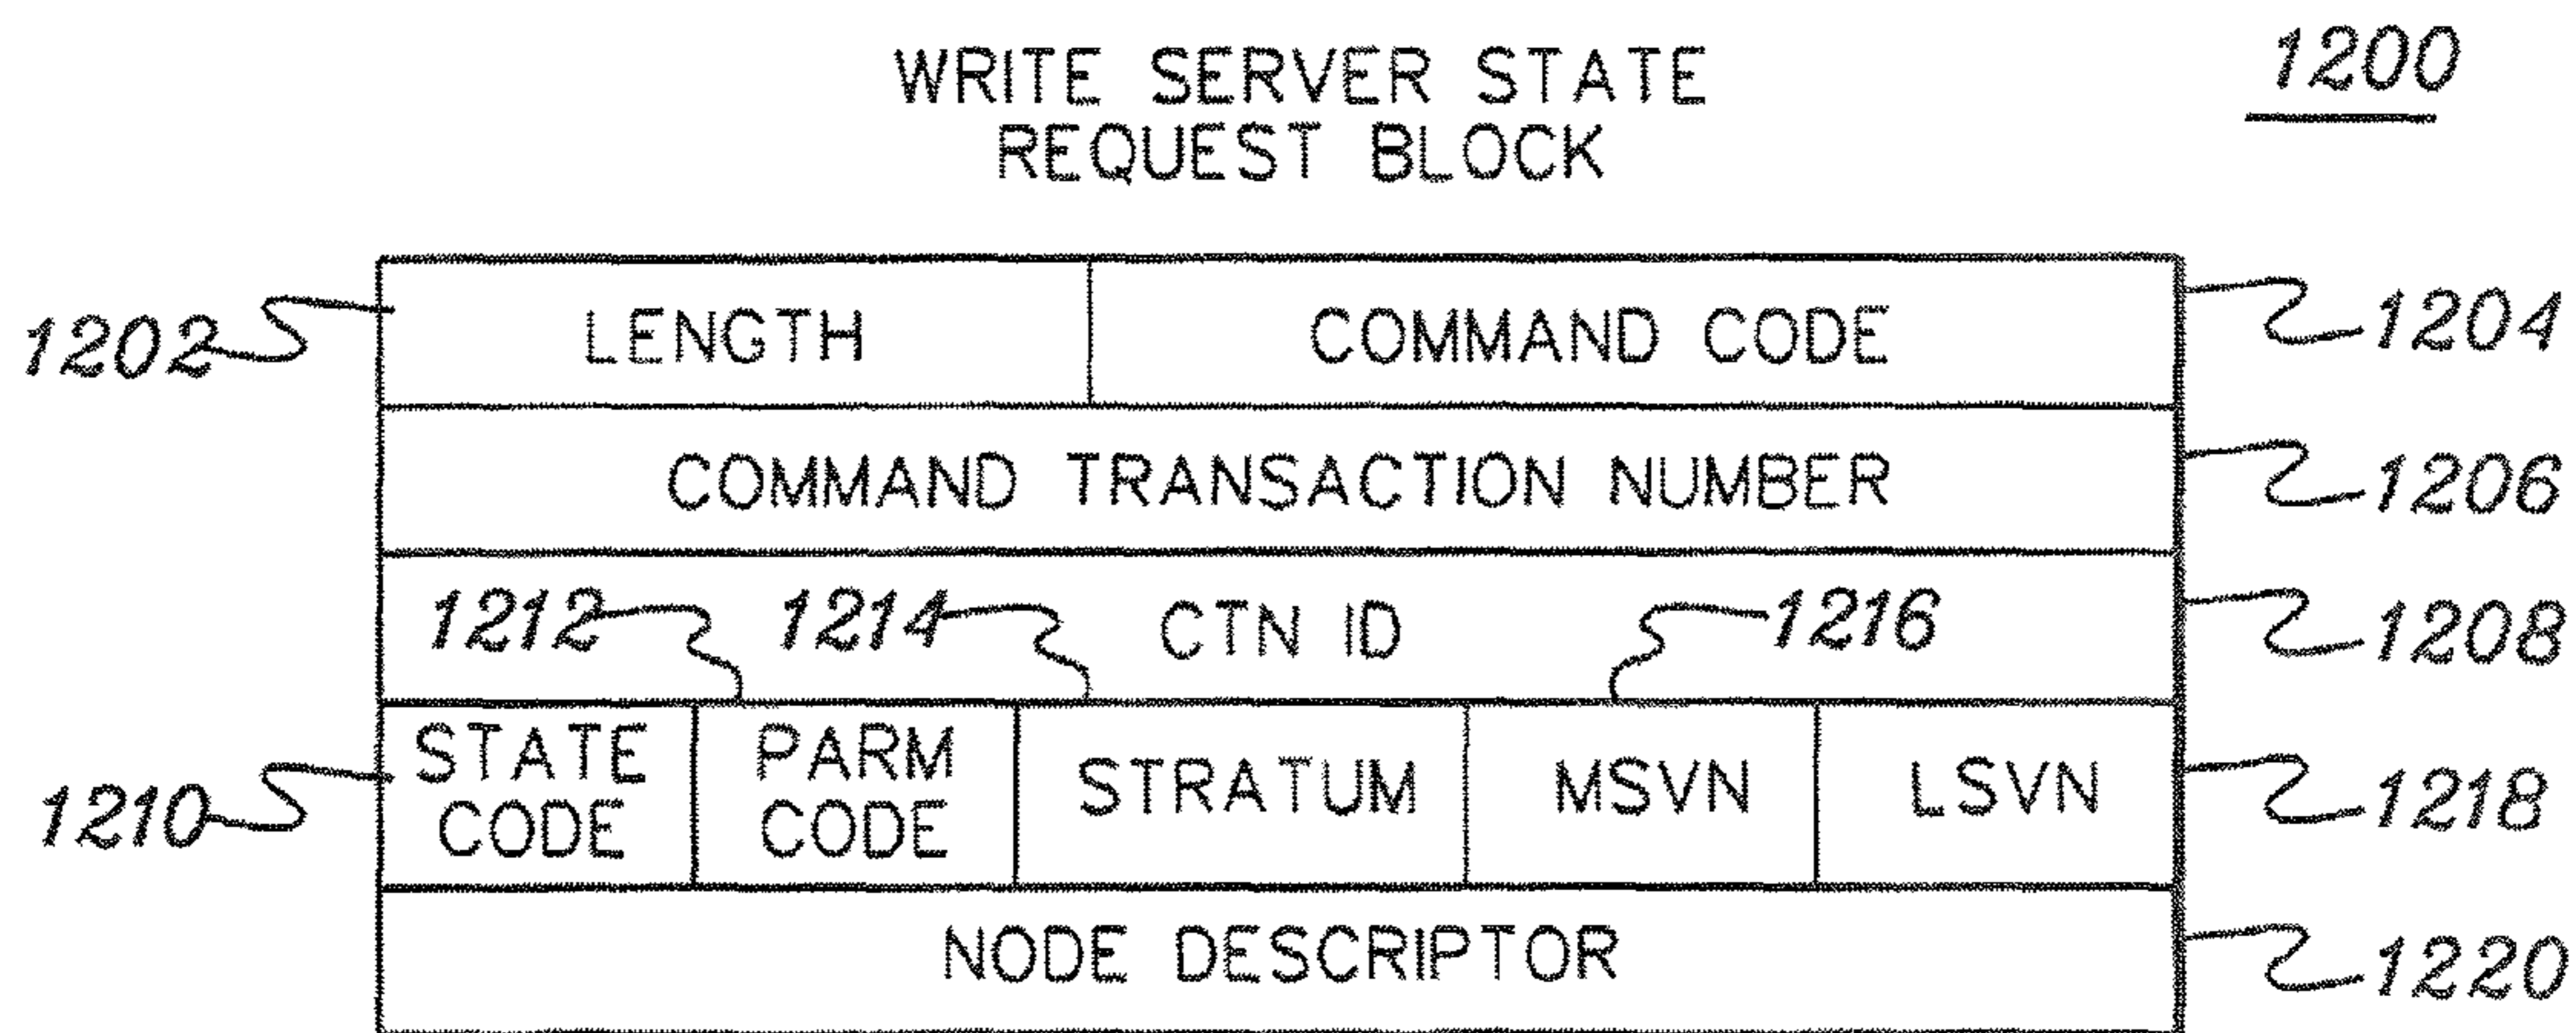 1200
WRITE SERVER STATE
REQUEST BLOCK
1202 LENGTH COMMAND CODE 1204
COMMAND TRANSACTION NUMBER 1206
1212 1214 CTN ID 1216 1208
1210 STATE CODE PARM CODE STRATUM MSVN LSVN 1218
NODE DESCRIPTOR 1220